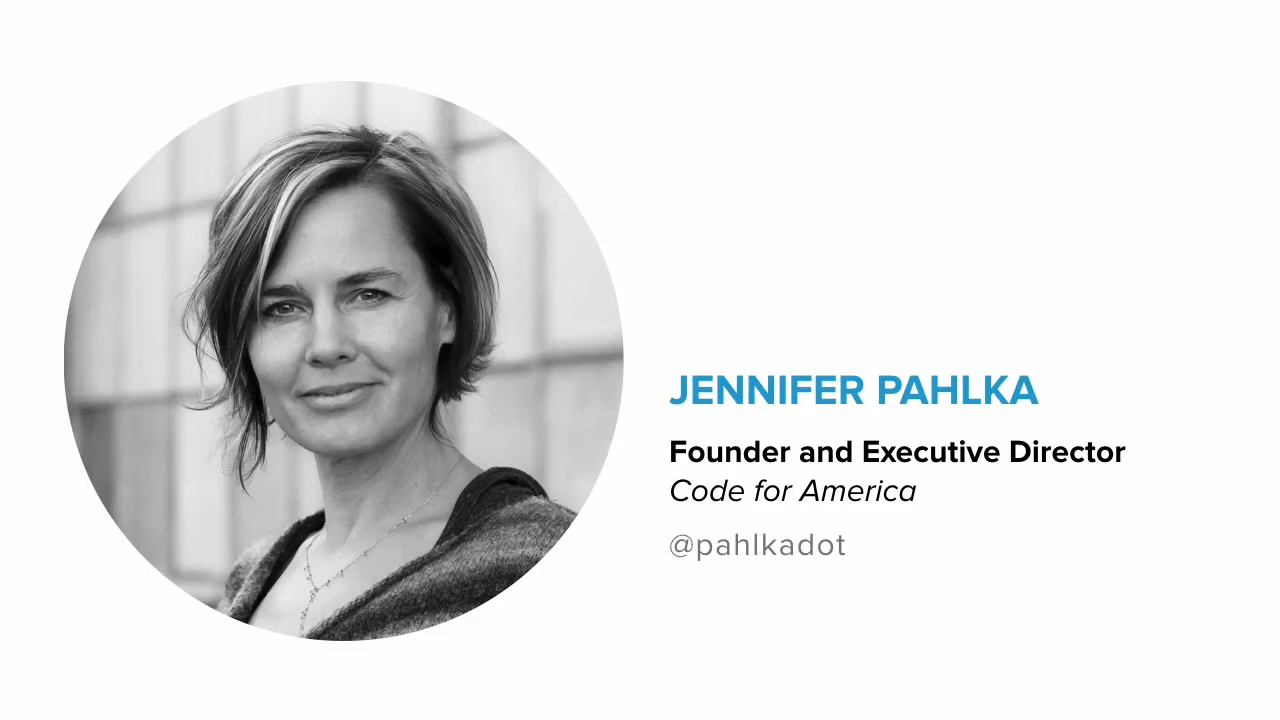 JENNIFER PAHLKA
Founder and Executive Director
Code for America
@pahlkadot